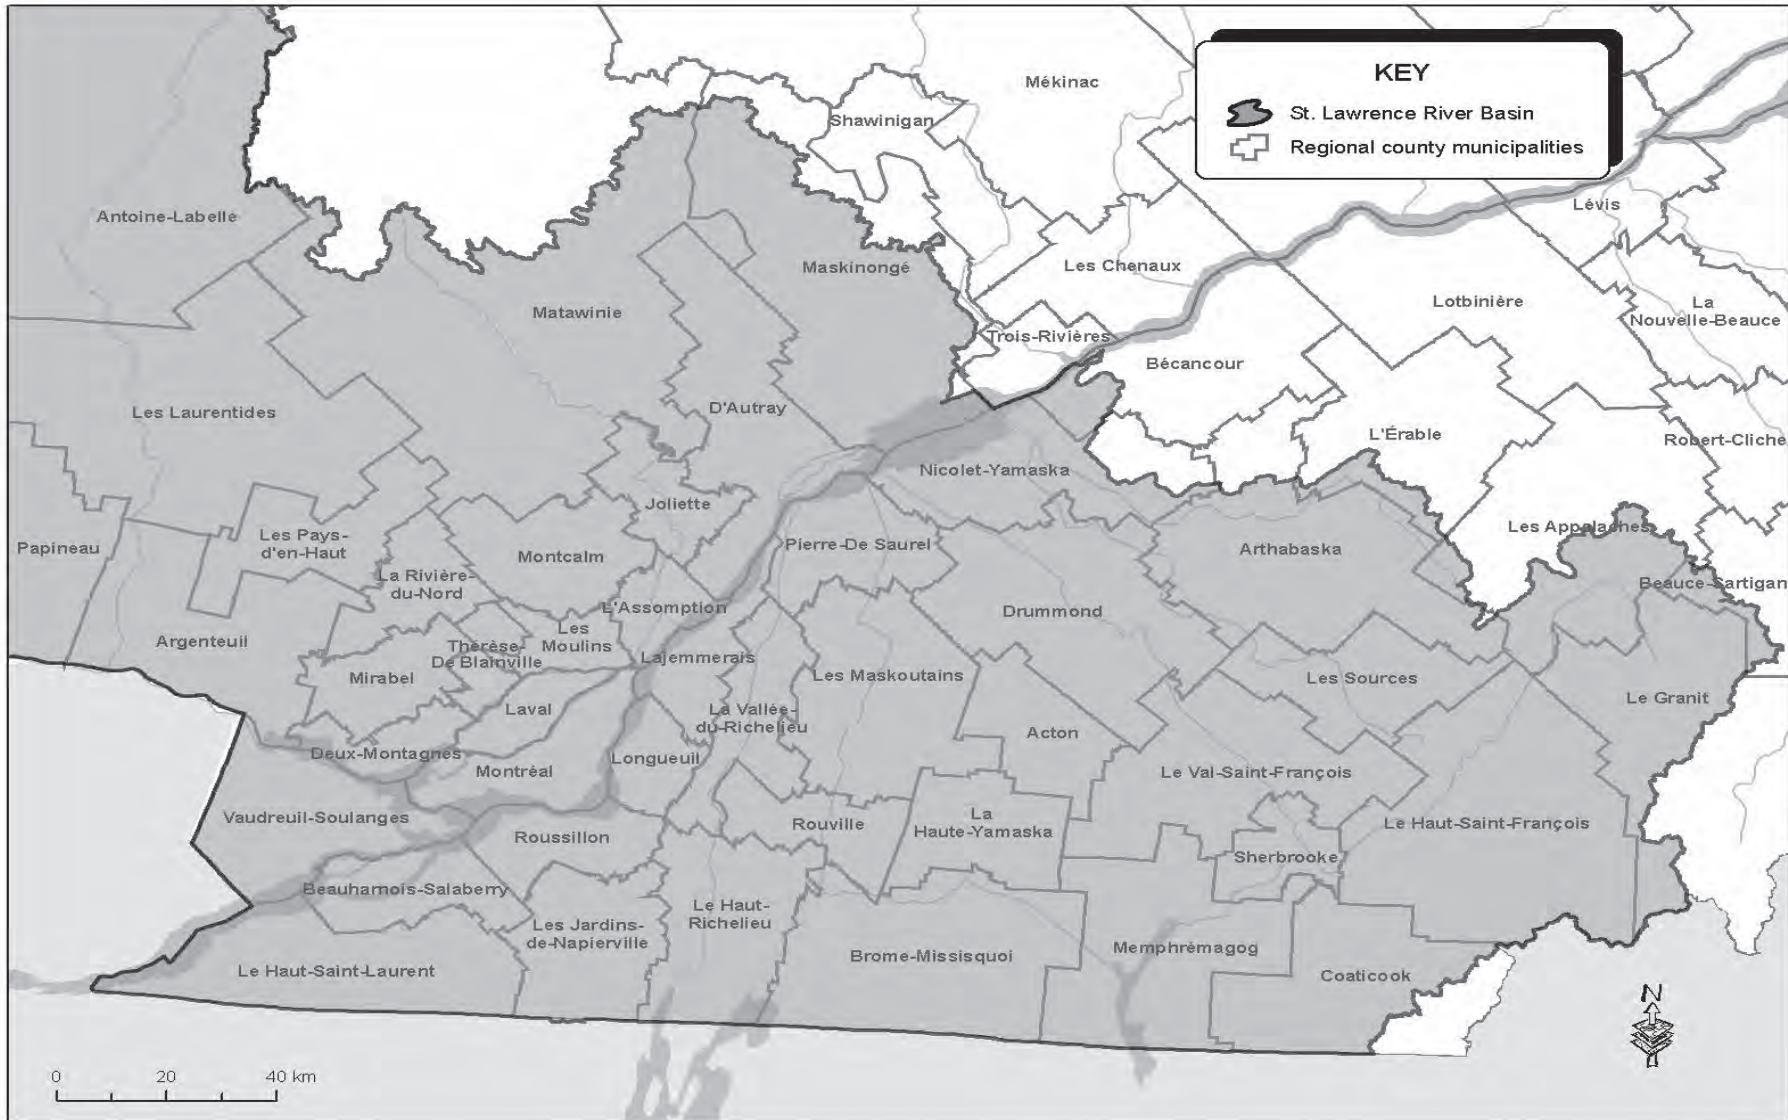 KEY
St. Lawrence River Basin
Regional county municipalities
Mékinac
Shawinigan
Antoine-Labelle
Lévis
Maskinongé
Les Chenaux
Matawinie
Lotbinière
La
Nouvelle-Beauce
Trois-Rivières
Bécancour
Les Laurentides
D'Autray
L'Érable
Robert-Cliche
Nicolet-Yamaska
Joliette
Les Appalaches
Papineau
Les Pays-
d'en-Haut
Montcalm
Pierre-De Saurel
Arthabaska
La Rivière-
du-Nord
Beauce-Sartigan
L'Assomption
Drummond
Argenteuil
Les
Moulins
Thérèse-
De Blainville
Lajemmerais
Mirabel
Les Maskoutains
Les Sources
Le Granit
Laval
La Vallée-
du-Richelieu
Acton
Deux-Montagnes
Montréal
Longueuil
Le Val-Saint-François
Vaudreuil-Soulanges
Roussillon
Rouville
La
Haute-Yamaska
Le Haut-Saint-François
Sherbrooke
Beauharnois-Salaberry
Les Jardins-
de-Napierville
Le Haut-
Richelieu
Brome-Missisquoi
Memphrémagog
Le Haut-Saint-Laurent
Coaticook
N
0 20 40 km